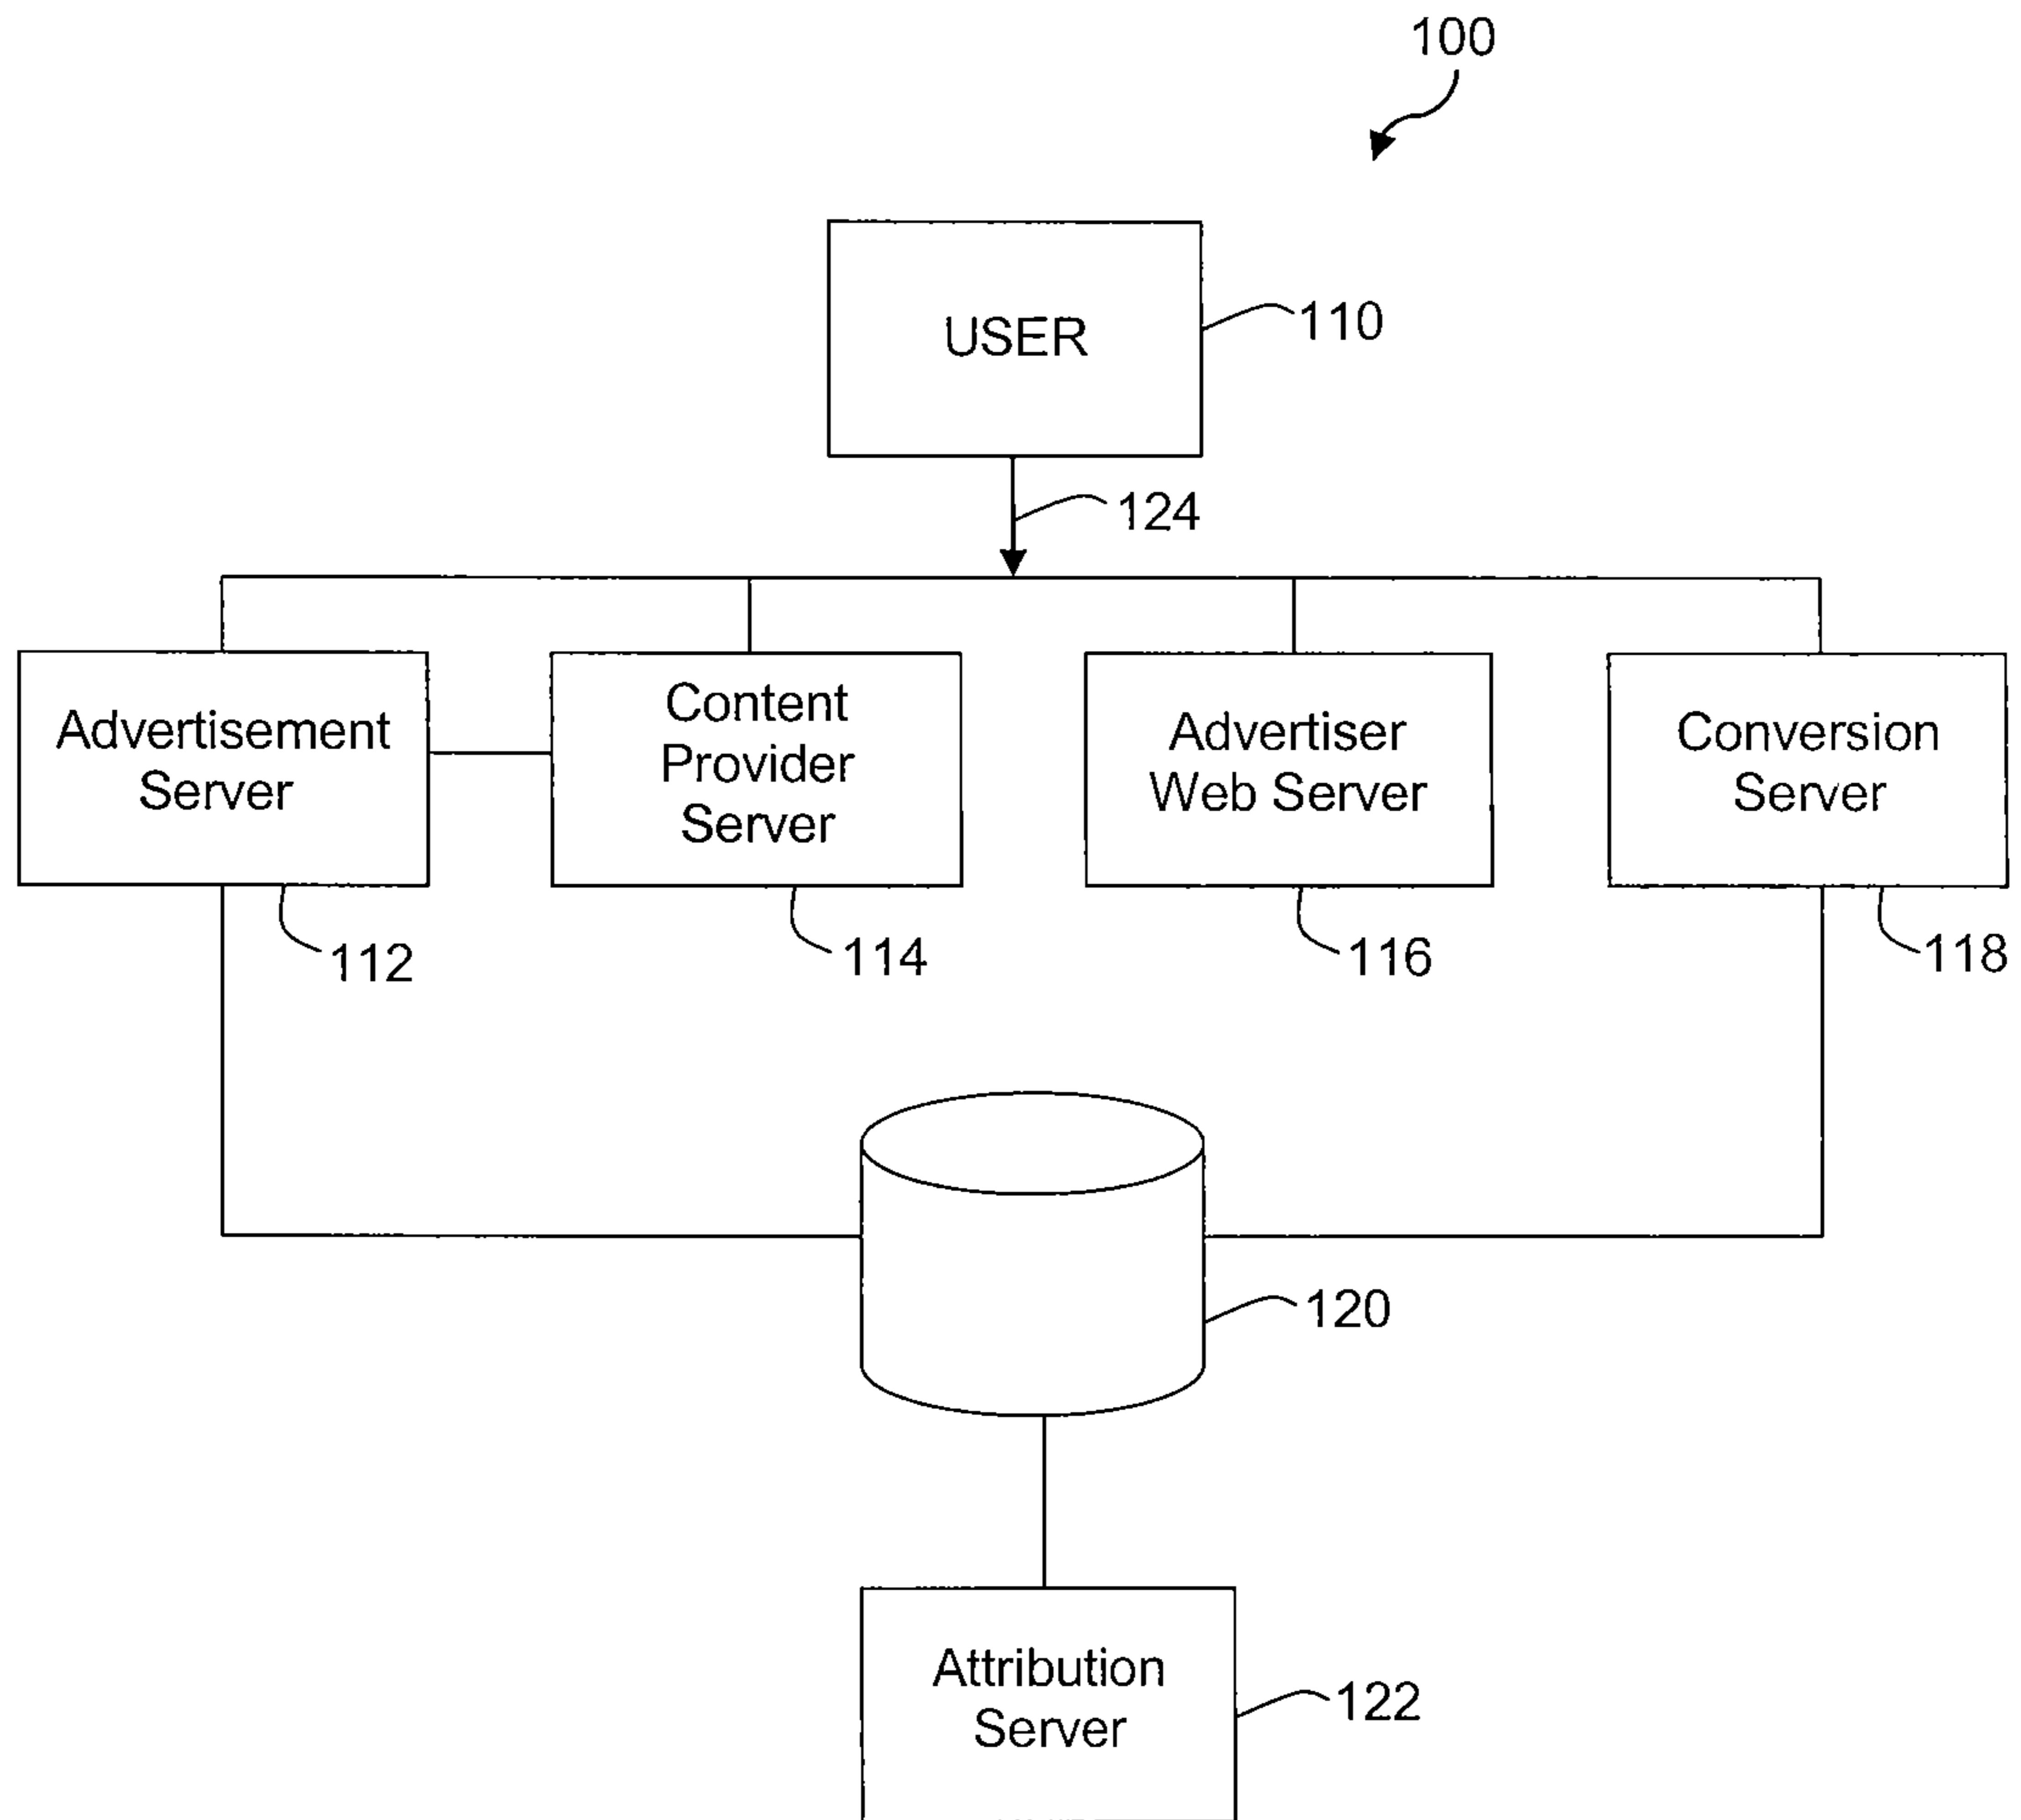 100
USER
110
124
Advertisement
Server
Content
Provider
Server
Advertiser
Web Server
Conversion
Server
112
114
116
118
120
Attribution
Server
122